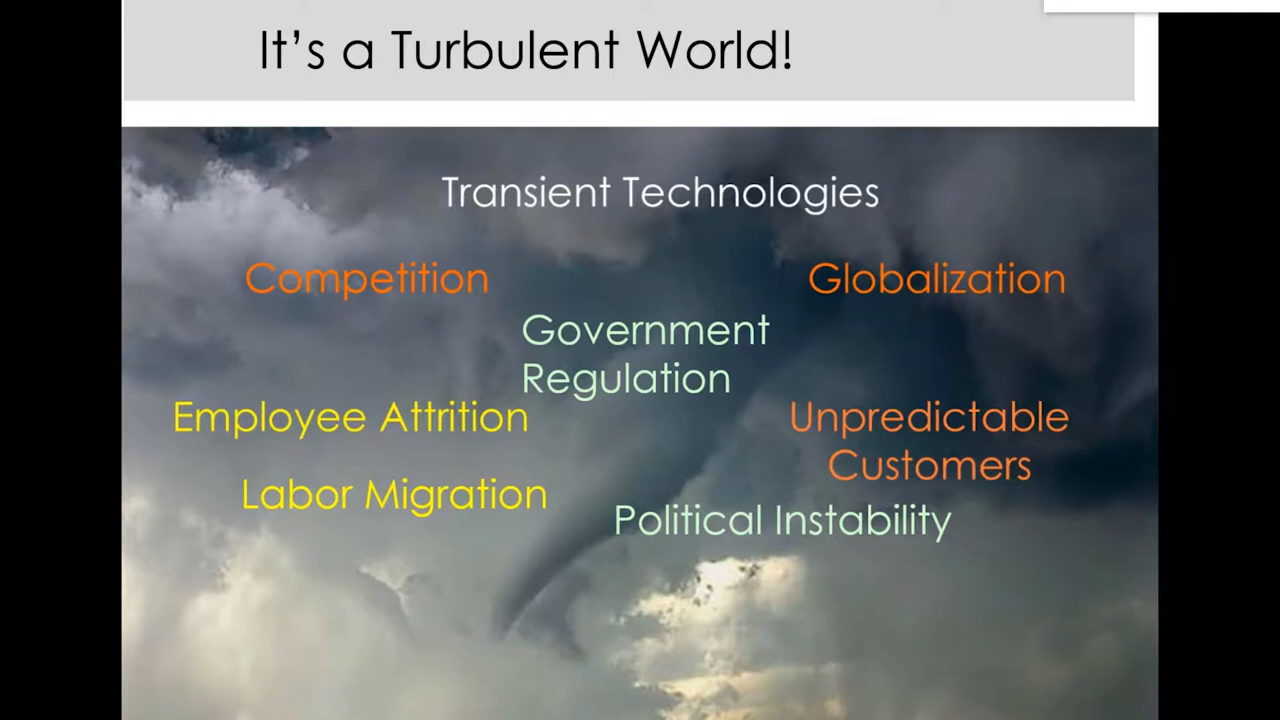 It's a Turbulent World!
Transient Technologies
Competition
Globalization
Government
Regulation
Employee Attrition
Unpredictable
Customers
Labor Migration
Political Instability